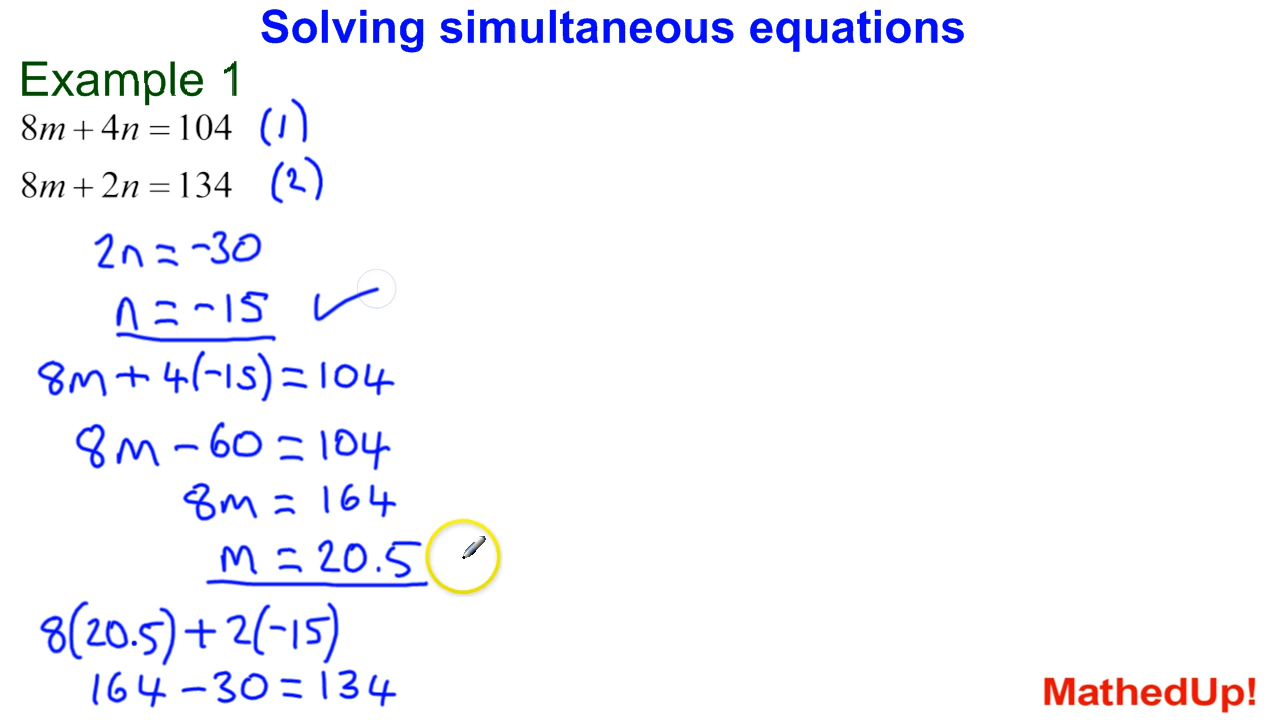 Solving simultaneous equations
Example 1
8m + 4n = 104 (1)
8m + 2n = 134 (2)
2n = -30
n = -15 ✓
8m + 4(-15) = 104
8m - 60 = 104
8m = 164
m = 20.5
8(20.5) + 2(-15)
164 - 30 = 134
MathedUp!